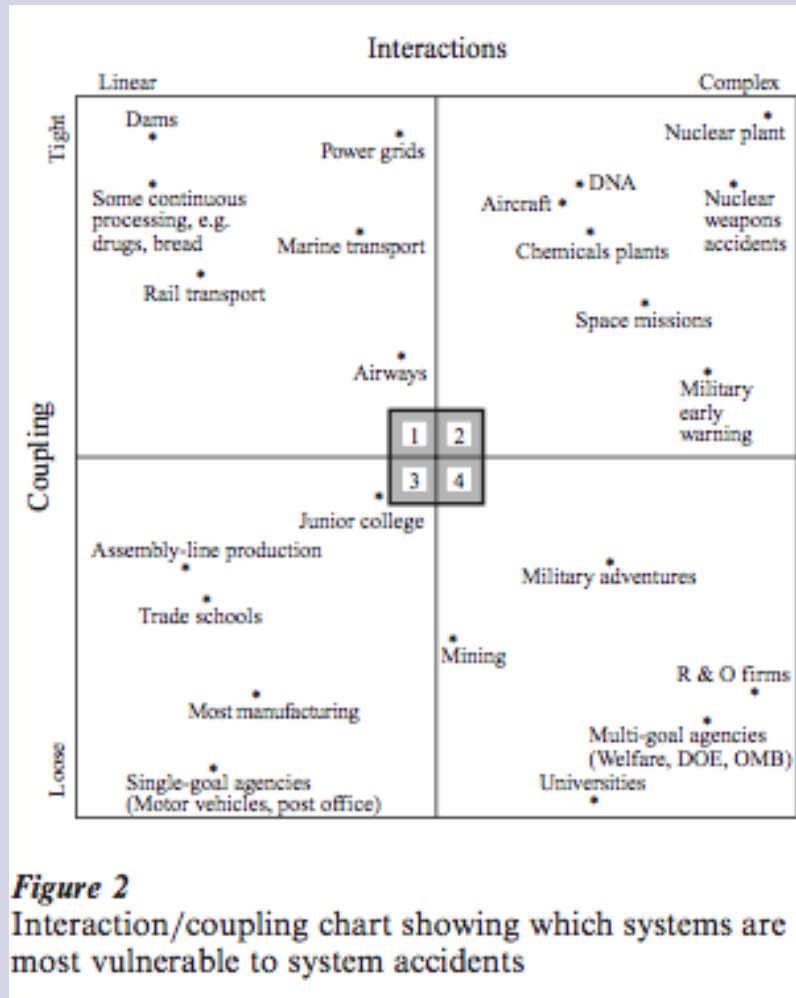 Interactions
Linear
Complex
Tight
Dams
Power grids
Nuclear plant
Some continuous
processing, e.g.
drugs, bread
DNA
Aircraft
Nuclear
weapons
accidents
Marine transport
Chemicals plants
Rail transport
Space missions
Airways
Military
early
warning
Coupling
1
2
3
4
Junior college
Assembly-line production
Military adventures
Trade schools
Mining
R & O firms
Most manufacturing
Multi-goal agencies
(Welfare, DOE, OMB)
Loose
Single-goal agencies
(Motor vehicles, post office)
Universities
Figure 2
Interaction/coupling chart showing which systems are
most vulnerable to system accidents